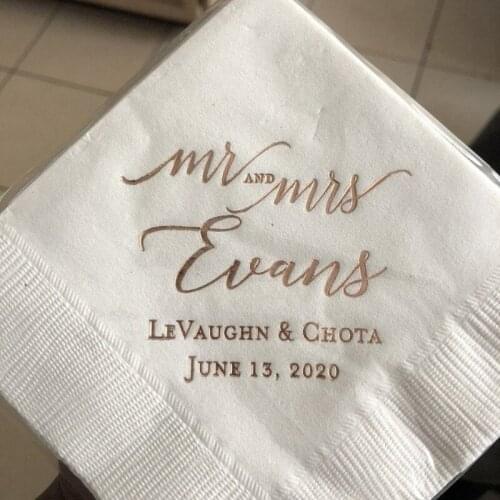 mr AND mrs
Evans
LEVAUGHN & CHOTA
JUNE 13, 2020